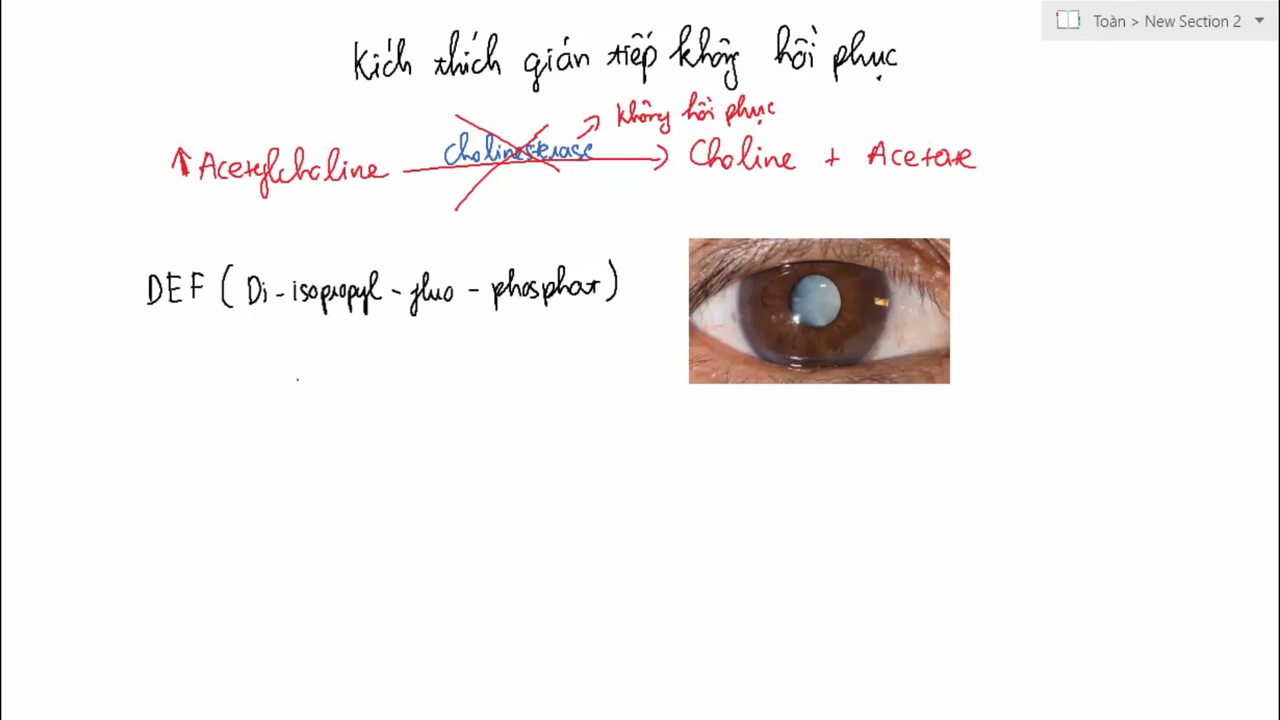 Toàn > New Section 2
Kích thích gián tiếp không hồi phục
không hồi phục
↑ Acetylcholine cholinesterase → Choline + Acetate
DEF ( Di - isopropyl - fluo - phosphat )